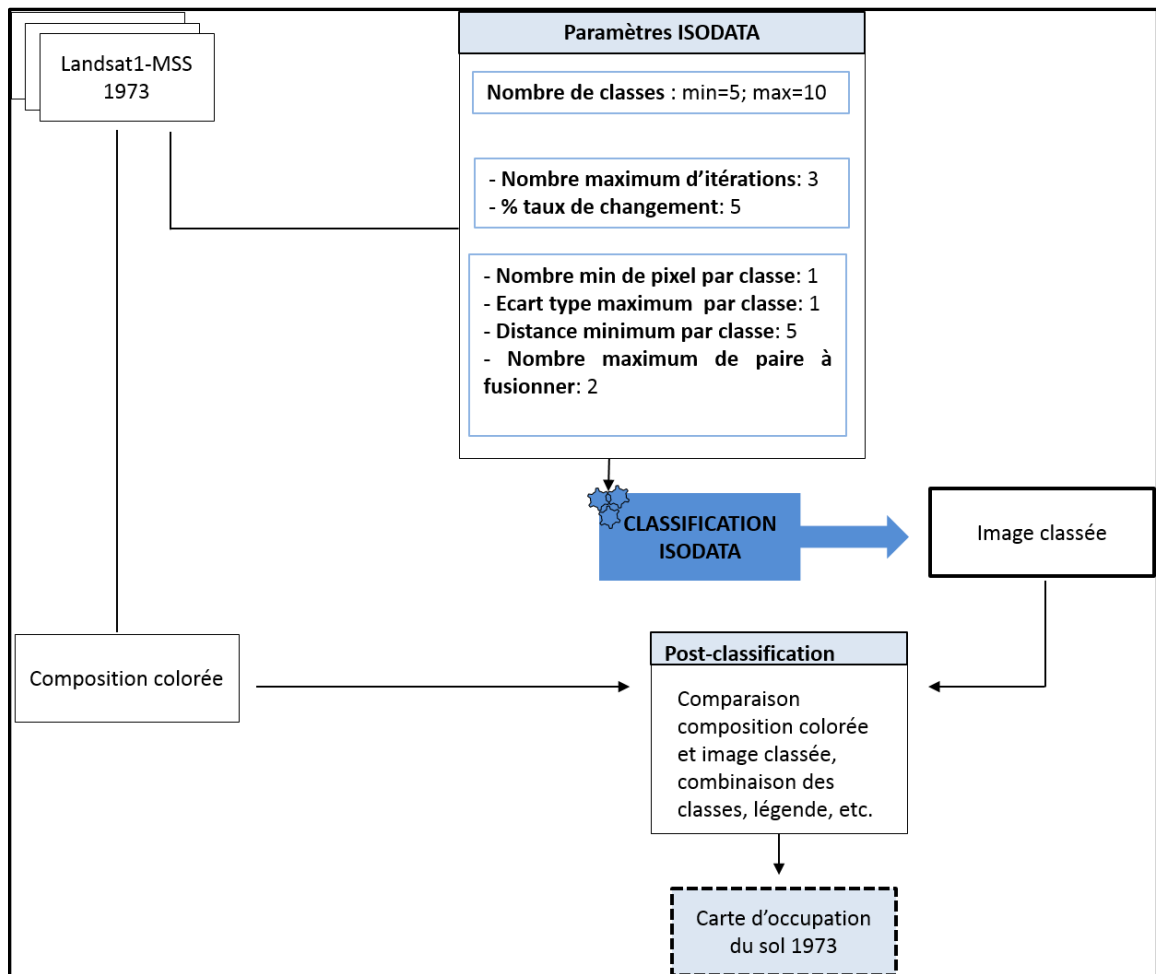 Landsat1-MSS
1973
Paramètres ISODATA
Nombre de classes : min=5; max=10
- Nombre maximum d’itérations: 3
- % taux de changement: 5
- Nombre min de pixel par classe: 1
- Ecart type maximum par classe: 1
- Distance minimum par classe: 5
- Nombre maximum de paire à
fusionner: 2
CLASSIFICATION
ISODATA
Image classée
Composition colorée
Post-classification
Comparaison
composition colorée
et image classée,
combinaison des
classes, légende, etc.
Carte d’occupation
du sol 1973